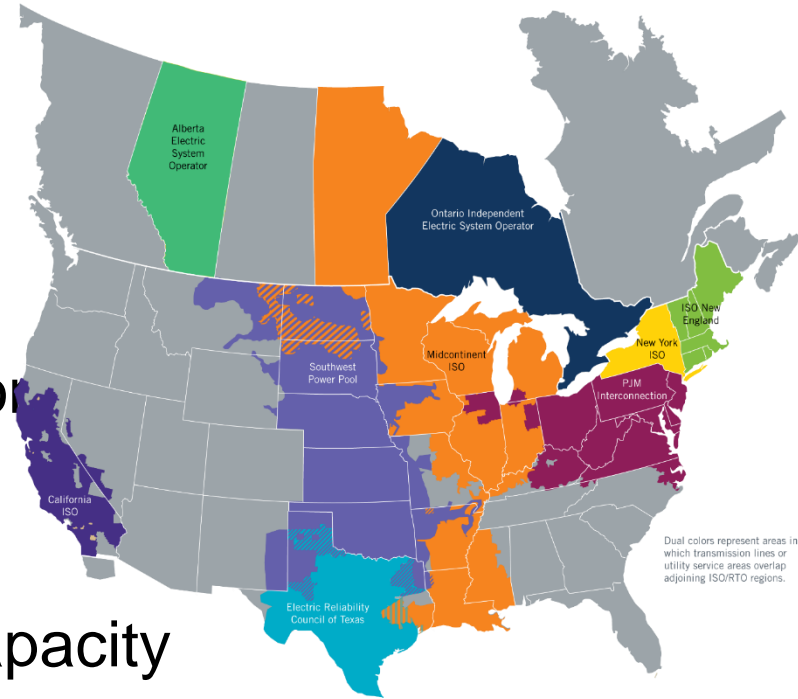 Alberta
Electric
System
Operator
Ontario Independent
Electric System Operator
ISO New
England
New York
ISO
Midcontinent
ISO
Southwest
Power Pool
PJM
Interconnection
or
California
ISO
Dual colors represent areas in
which transmission lines or
utility service areas overlap
adjoining ISO/RTO regions.
Electric Reliability
Council of Texas
pacity